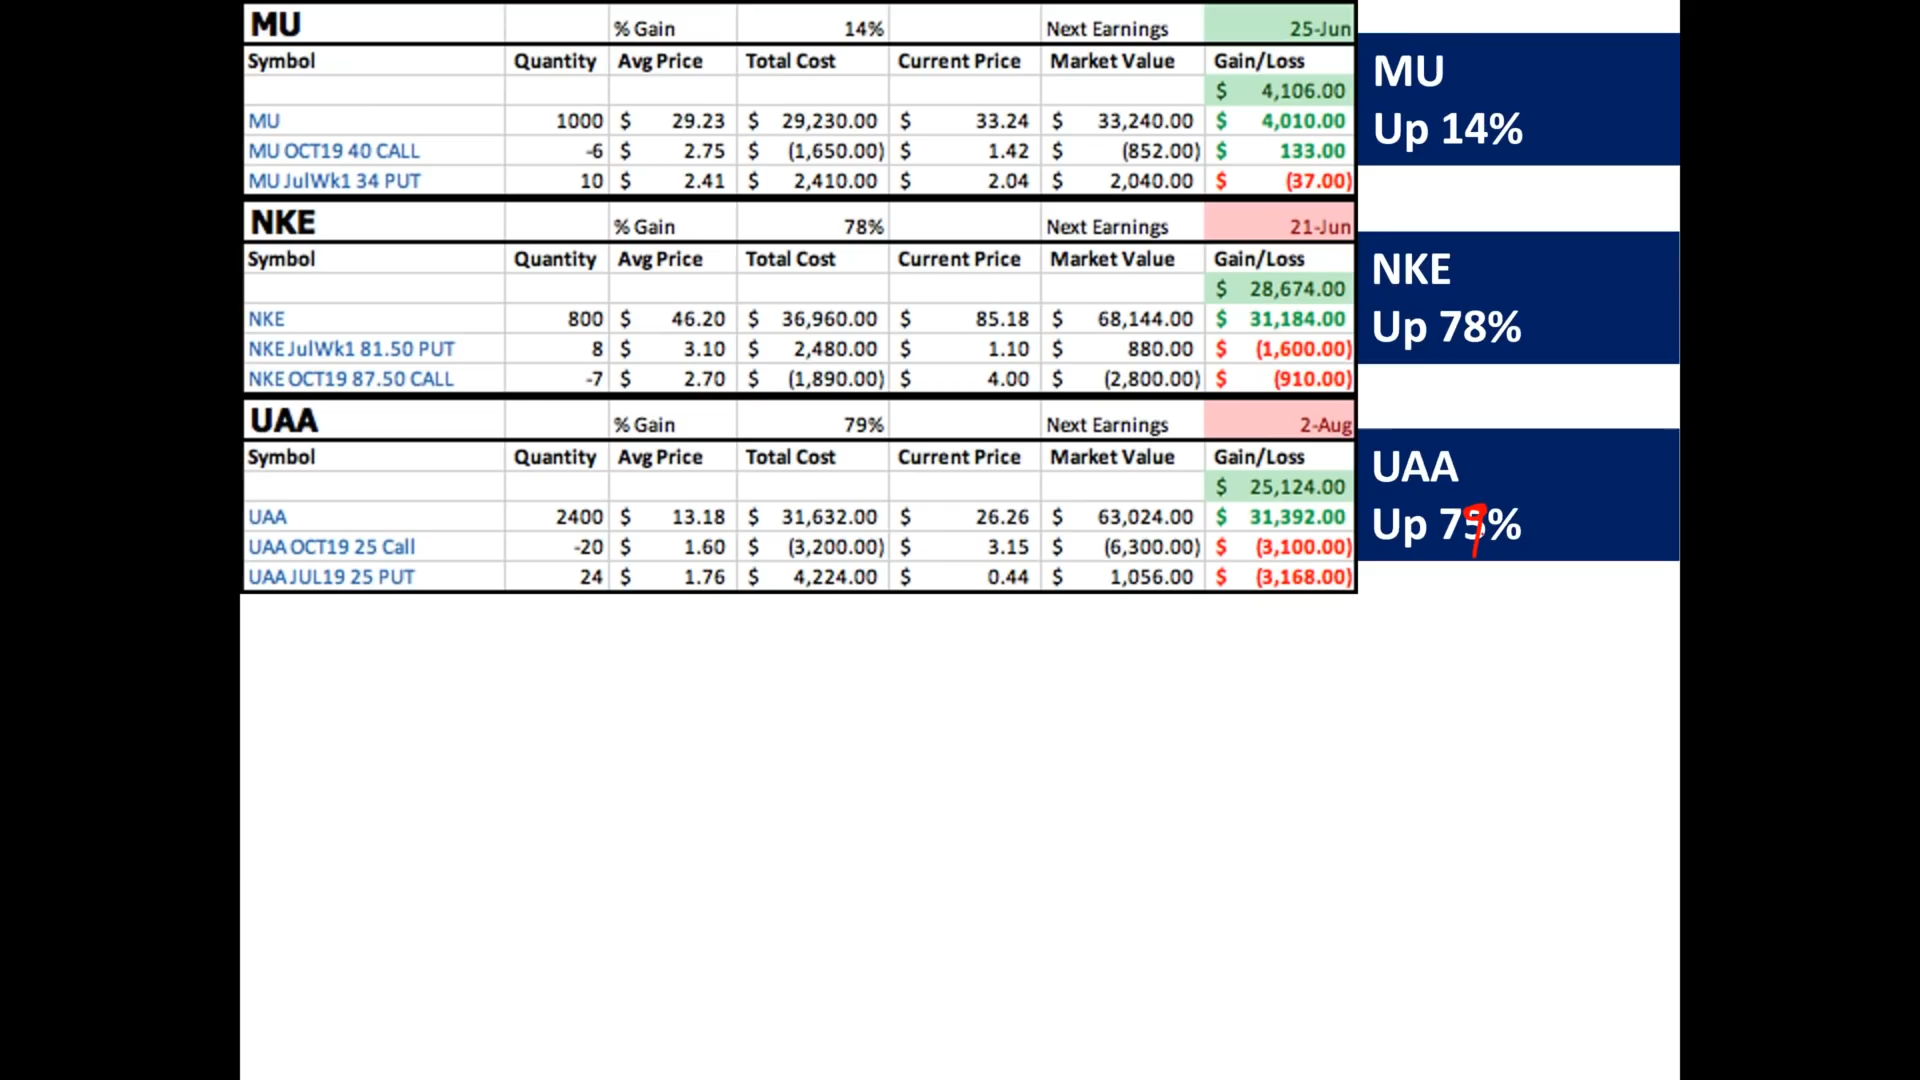 MU % Gain 14% Next Earnings 25-Jun
Symbol Quantity Avg Price Total Cost Current Price Market Value Gain/Loss
$ 4,106.00
MU 1000 $ 29.23 $ 29,230.00 $ 33.24 $ 33,240.00 $ 4,010.00
MU OCT19 40 CALL -6 $ 2.75 $ (1,650.00) $ 1.42 $ (852.00) $ 133.00
MU JulWk1 34 PUT 10 $ 2.41 $ 2,410.00 $ 2.04 $ 2,040.00 $ (37.00)
MU
Up 14%
NKE % Gain 78% Next Earnings 21-Jun
Symbol Quantity Avg Price Total Cost Current Price Market Value Gain/Loss
$ 28,674.00
NKE 800 $ 46.20 $ 36,960.00 $ 85.18 $ 68,144.00 $ 31,184.00
NKE JulWk1 81.50 PUT 8 $ 3.10 $ 2,480.00 $ 1.10 $ 880.00 $ (1,600.00)
NKE OCT19 87.50 CALL -7 $ 2.70 $ (1,890.00) $ 4.00 $ (2,800.00) $ (910.00)
NKE
Up 78%
UAA % Gain 79% Next Earnings 2-Aug
Symbol Quantity Avg Price Total Cost Current Price Market Value Gain/Loss
$ 25,124.00
UAA 2400 $ 13.18 $ 31,632.00 $ 26.26 $ 63,024.00 $ 31,392.00
UAA OCT19 25 Call -20 $ 1.60 $ (3,200.00) $ 3.15 $ (6,300.00) $ (3,100.00)
UAA JUL19 25 PUT 24 $ 1.76 $ 4,224.00 $ 0.44 $ 1,056.00 $ (3,168.00)
UAA
Up 79%